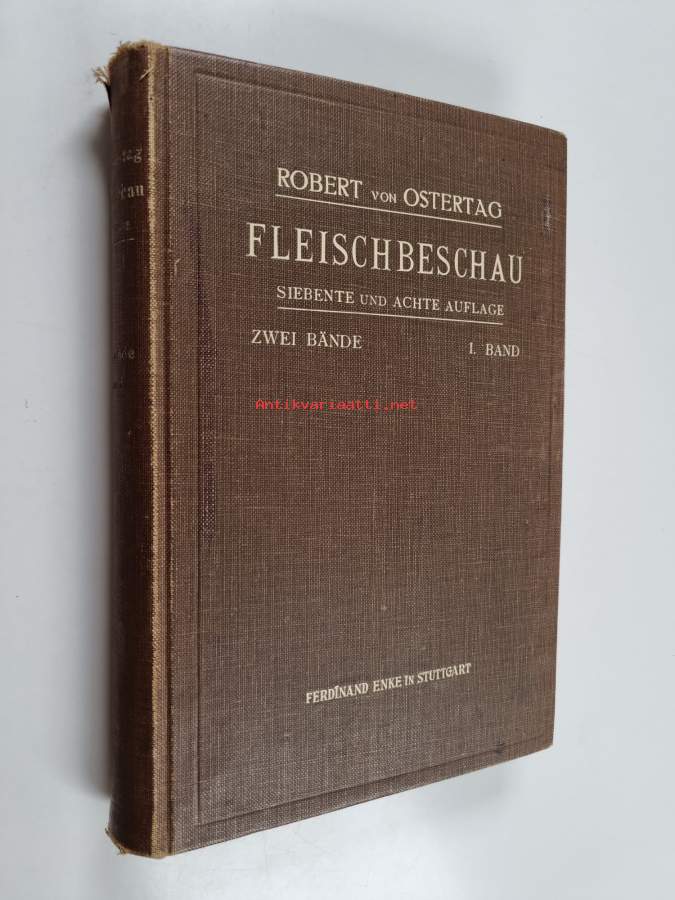 ROBERT VON OSTERTAG
FLEISCHBESCHAU
SIEBENTE UND ACHTE AUFLAGE
ZWEI BÄNDE I. BAND
Antikvariaatti.net
FERDINAND ENKE IN STUTTGART